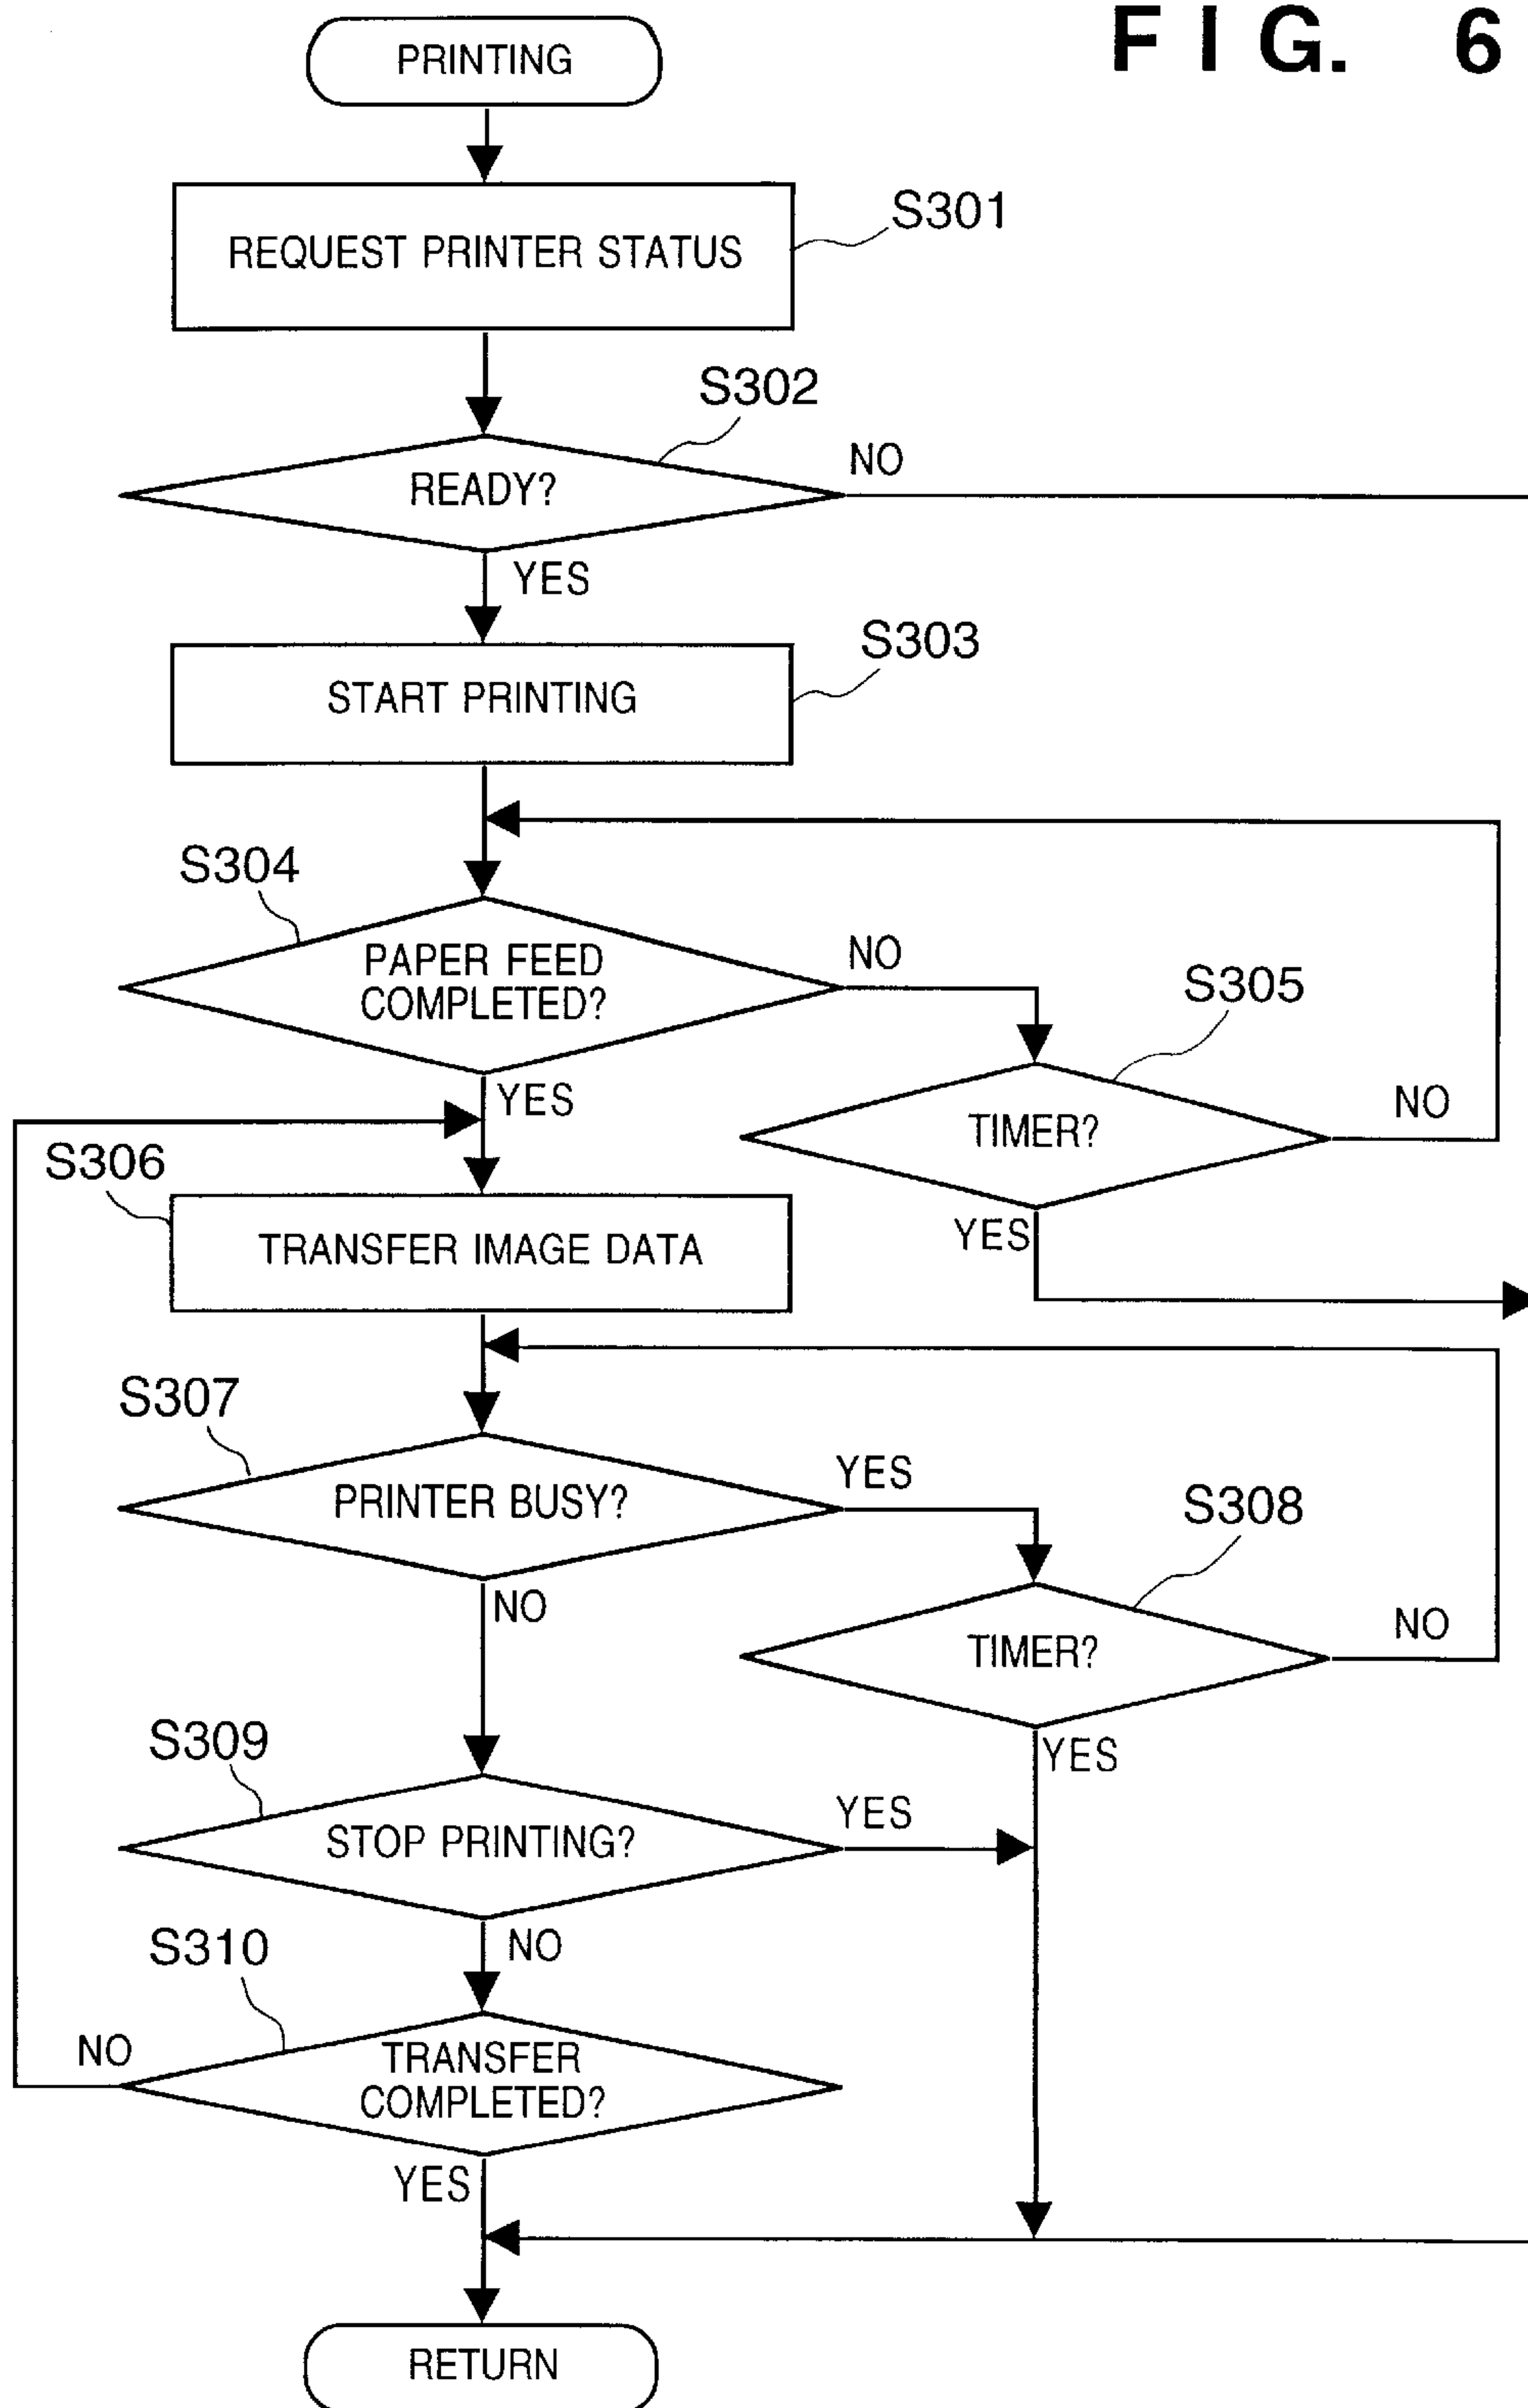 FIG. 6
PRINTING
REQUEST PRINTER STATUS
S301
S302
READY?
NO
YES
S303
START PRINTING
S304
PAPER FEED
COMPLETED?
NO
YES
S305
TIMER?
NO
YES
S306
TRANSFER IMAGE DATA
S307
PRINTER BUSY?
YES
NO
S308
TIMER?
NO
YES
S309
STOP PRINTING?
YES
NO
S310
TRANSFER
COMPLETED?
NO
YES
RETURN